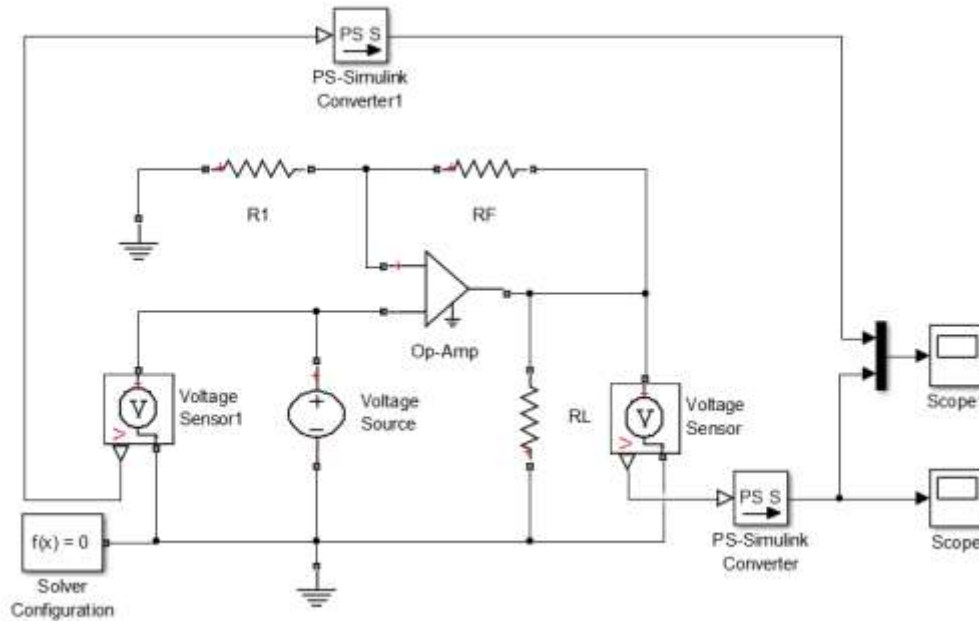 PS S
PS-Simulink
Converter1
R1
RF
Op-Amp
Voltage
Sensor1
V
V
Voltage
Source
RL
V
V
Voltage
Sensor
Scope1
f(x) = 0
Solver
Configuration
PS S
PS-Simulink
Converter
Scope